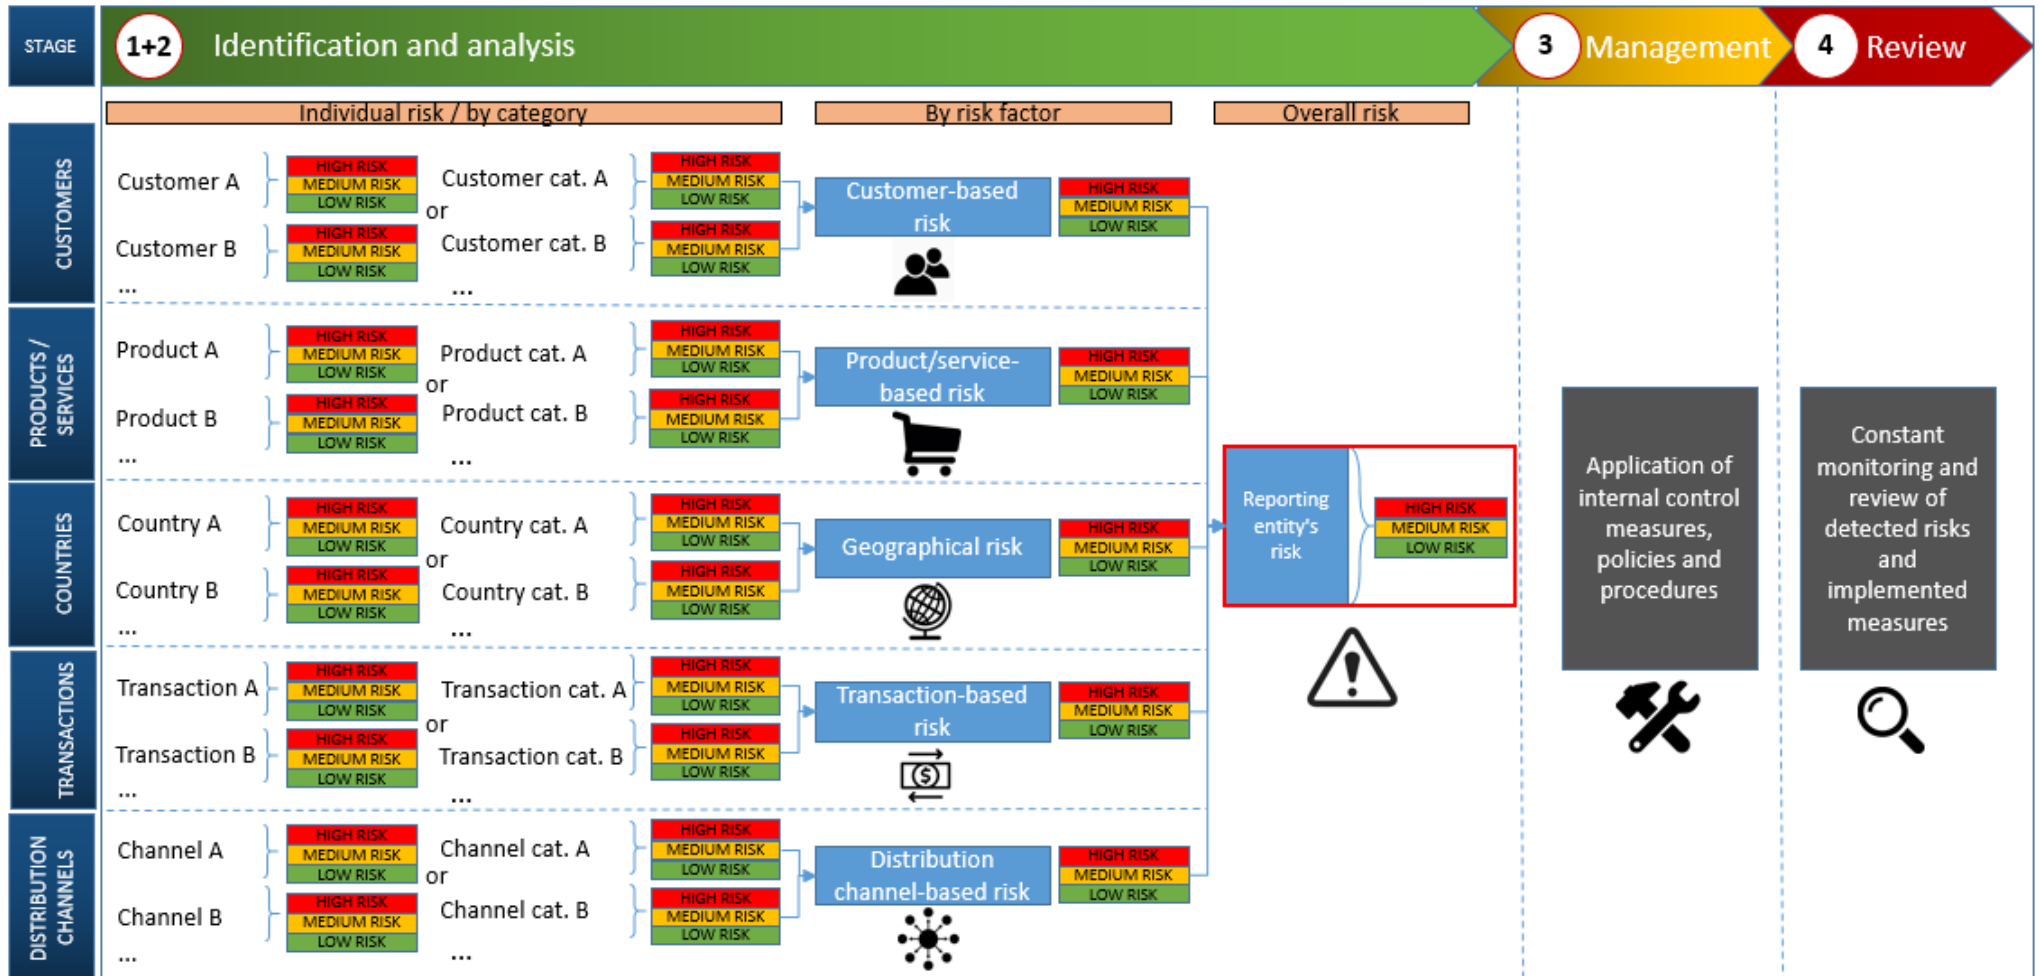 STAGE
1+2
Identification and analysis
3
Management
4
Review
Individual risk / by category
By risk factor
Overall risk
CUSTOMERS
Customer A
HIGH RISK
MEDIUM RISK
LOW RISK
or
Customer cat. A
HIGH RISK
MEDIUM RISK
LOW RISK
Customer B
HIGH RISK
MEDIUM RISK
LOW RISK
Customer cat. B
HIGH RISK
MEDIUM RISK
LOW RISK
...
...
Customer-based
risk
HIGH RISK
MEDIUM RISK
LOW RISK
PRODUCTS /
SERVICES
Product A
HIGH RISK
MEDIUM RISK
LOW RISK
or
Product cat. A
HIGH RISK
MEDIUM RISK
LOW RISK
Product B
HIGH RISK
MEDIUM RISK
LOW RISK
Product cat. B
HIGH RISK
MEDIUM RISK
LOW RISK
...
...
Product/service-
based risk
HIGH RISK
MEDIUM RISK
LOW RISK
COUNTRIES
Country A
HIGH RISK
MEDIUM RISK
LOW RISK
or
Country cat. A
HIGH RISK
MEDIUM RISK
LOW RISK
Country B
HIGH RISK
MEDIUM RISK
LOW RISK
Country cat. B
HIGH RISK
MEDIUM RISK
LOW RISK
...
...
Geographical risk
HIGH RISK
MEDIUM RISK
LOW RISK
TRANSACTIONS
Transaction A
HIGH RISK
MEDIUM RISK
LOW RISK
or
Transaction cat. A
HIGH RISK
MEDIUM RISK
LOW RISK
Transaction B
HIGH RISK
MEDIUM RISK
LOW RISK
Transaction cat. B
HIGH RISK
MEDIUM RISK
LOW RISK
...
...
Transaction-based
risk
$
HIGH RISK
MEDIUM RISK
LOW RISK
DISTRIBUTION
CHANNELS
Channel A
HIGH RISK
MEDIUM RISK
LOW RISK
or
Channel cat. A
HIGH RISK
MEDIUM RISK
LOW RISK
Channel B
HIGH RISK
MEDIUM RISK
LOW RISK
Channel cat. B
HIGH RISK
MEDIUM RISK
LOW RISK
...
...
Distribution
channel-based risk
HIGH RISK
MEDIUM RISK
LOW RISK
Reporting
entity's
risk
HIGH RISK
MEDIUM RISK
LOW RISK
!
Application of
internal control
measures,
policies and
procedures
Constant
monitoring and
review of
detected risks
and
implemented
measures